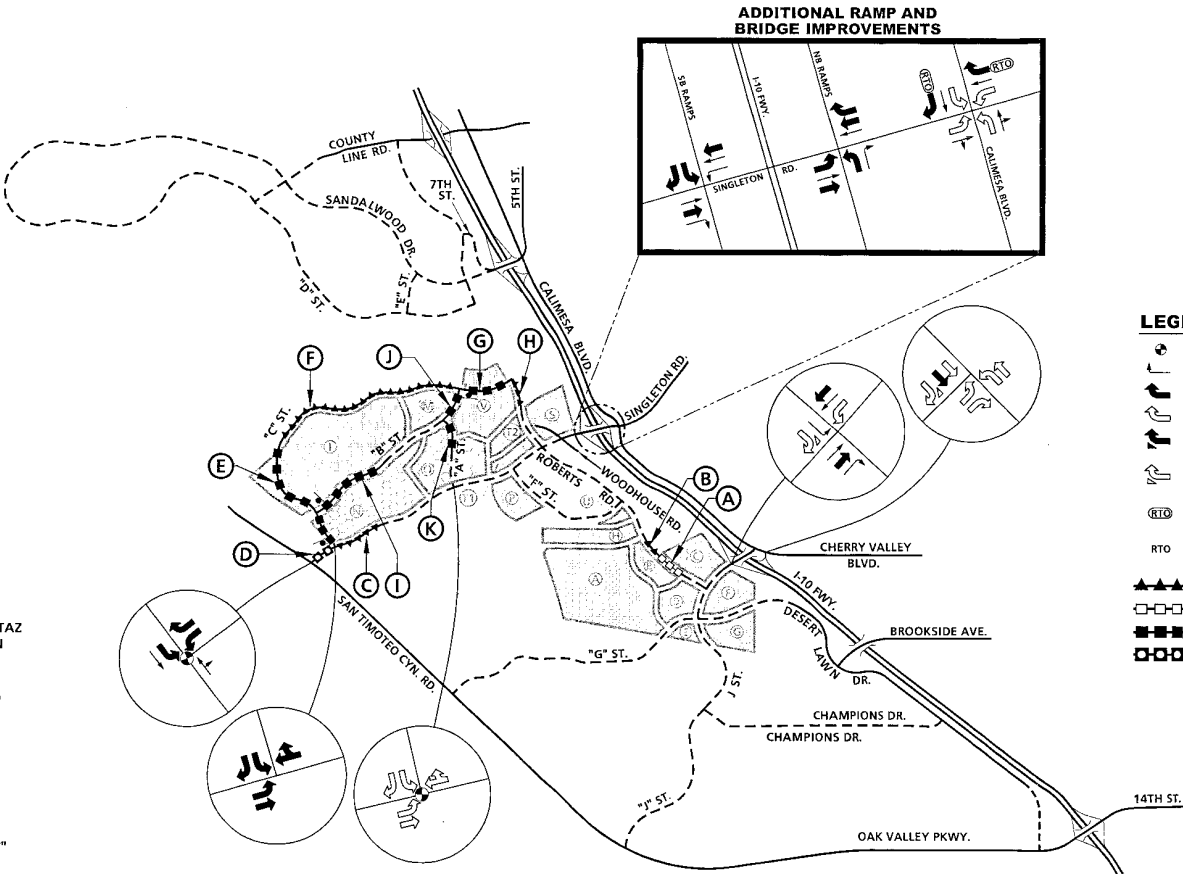 ADDITIONAL RAMP AND
BRIDGE IMPROVEMENTS
SB RAMPS
I-10 FWY.
NB RAMPS
RTO
RTO
SINGLETON RD.
CALIMESA BLVD.
COUNTY
LINE RD.
7TH
ST.
5TH ST.
SANDALWOOD DR.
"D" ST.
"E" ST.
CALIMESA BLVD.
SINGLETON RD.
LEGE
F
J
G
H
"C" ST.
"B" ST.
"A" ST.
I
V
S
E
ROBERTS RD.
"F" ST.
WOODHOUSE RD.
B
A
K
D
C
I
A
G
CHERRY VALLEY
BLVD.
I-10 FWY.
RTO
RTO
SAN TIMOTEO CYN. RD.
"G" ST.
DESERT
LAWN
DR.
BROOKSIDE AVE.
J ST.
CHAMPIONS DR.
CHAMPIONS DR.
"J" ST.
OAK VALLEY PKWY.
14TH ST.
TAZ
"